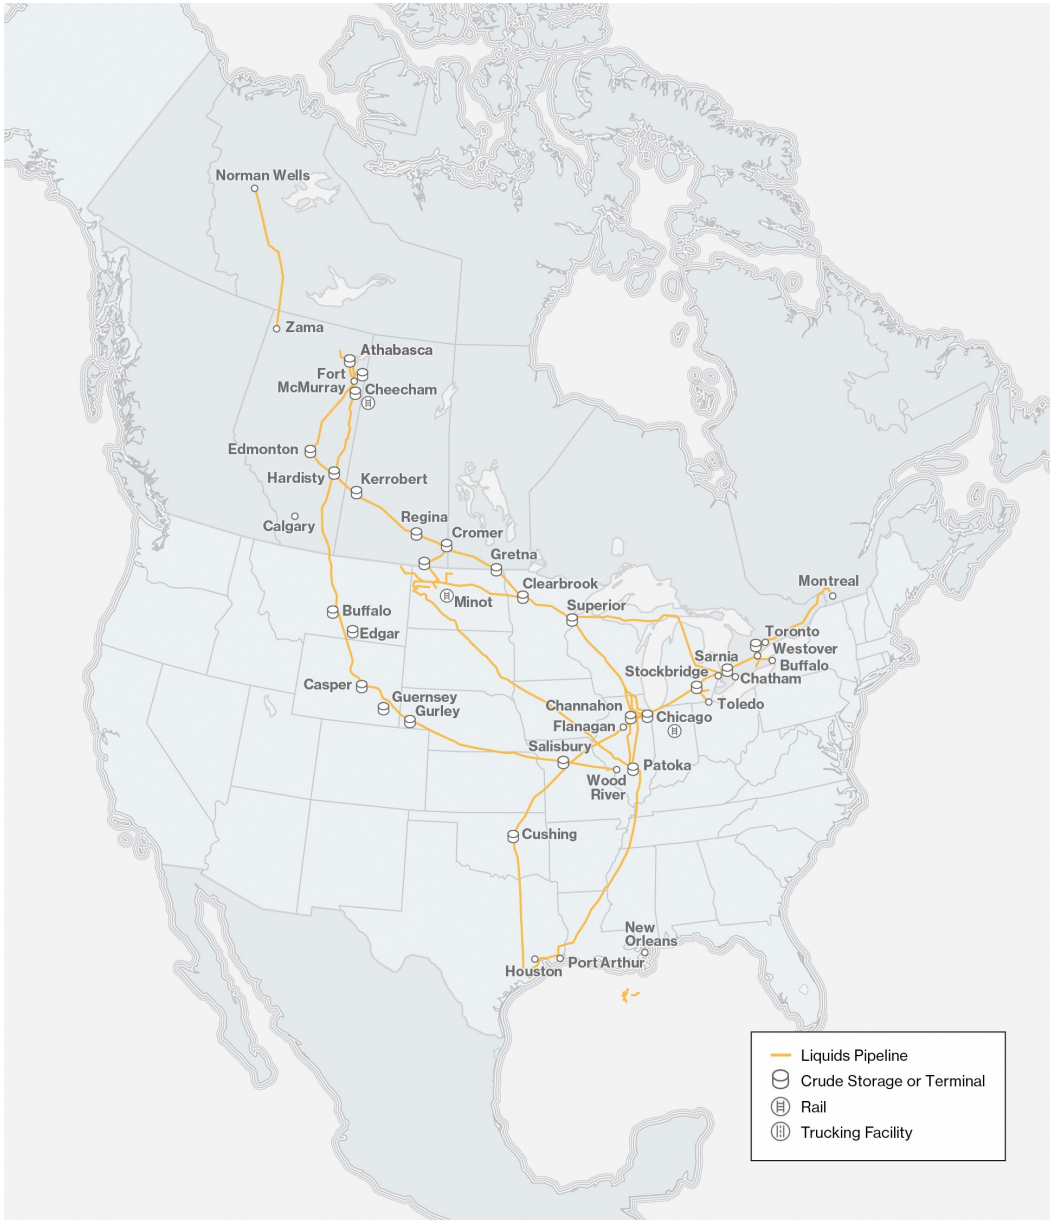 Norman Wells
Zama
Athabasca
Fort
McMurray
Cheecham
Edmonton
Hardisty
Kerrobert
Calgary
Regina
Cromer
Gretna
Clearbrook
Minot
Superior
Montreal
Buffalo
Edgar
Toronto
Westover
Buffalo
Sarnia
Stockbridge
Chatham
Toledo
Casper
Guernsey
Gurley
Channahon
Chicago
Flanagan
Salisbury
Patoka
Wood
River
Cushing
New
Orleans
Houston
Port Arthur
Liquids Pipeline
Crude Storage or Terminal
Rail
Trucking Facility